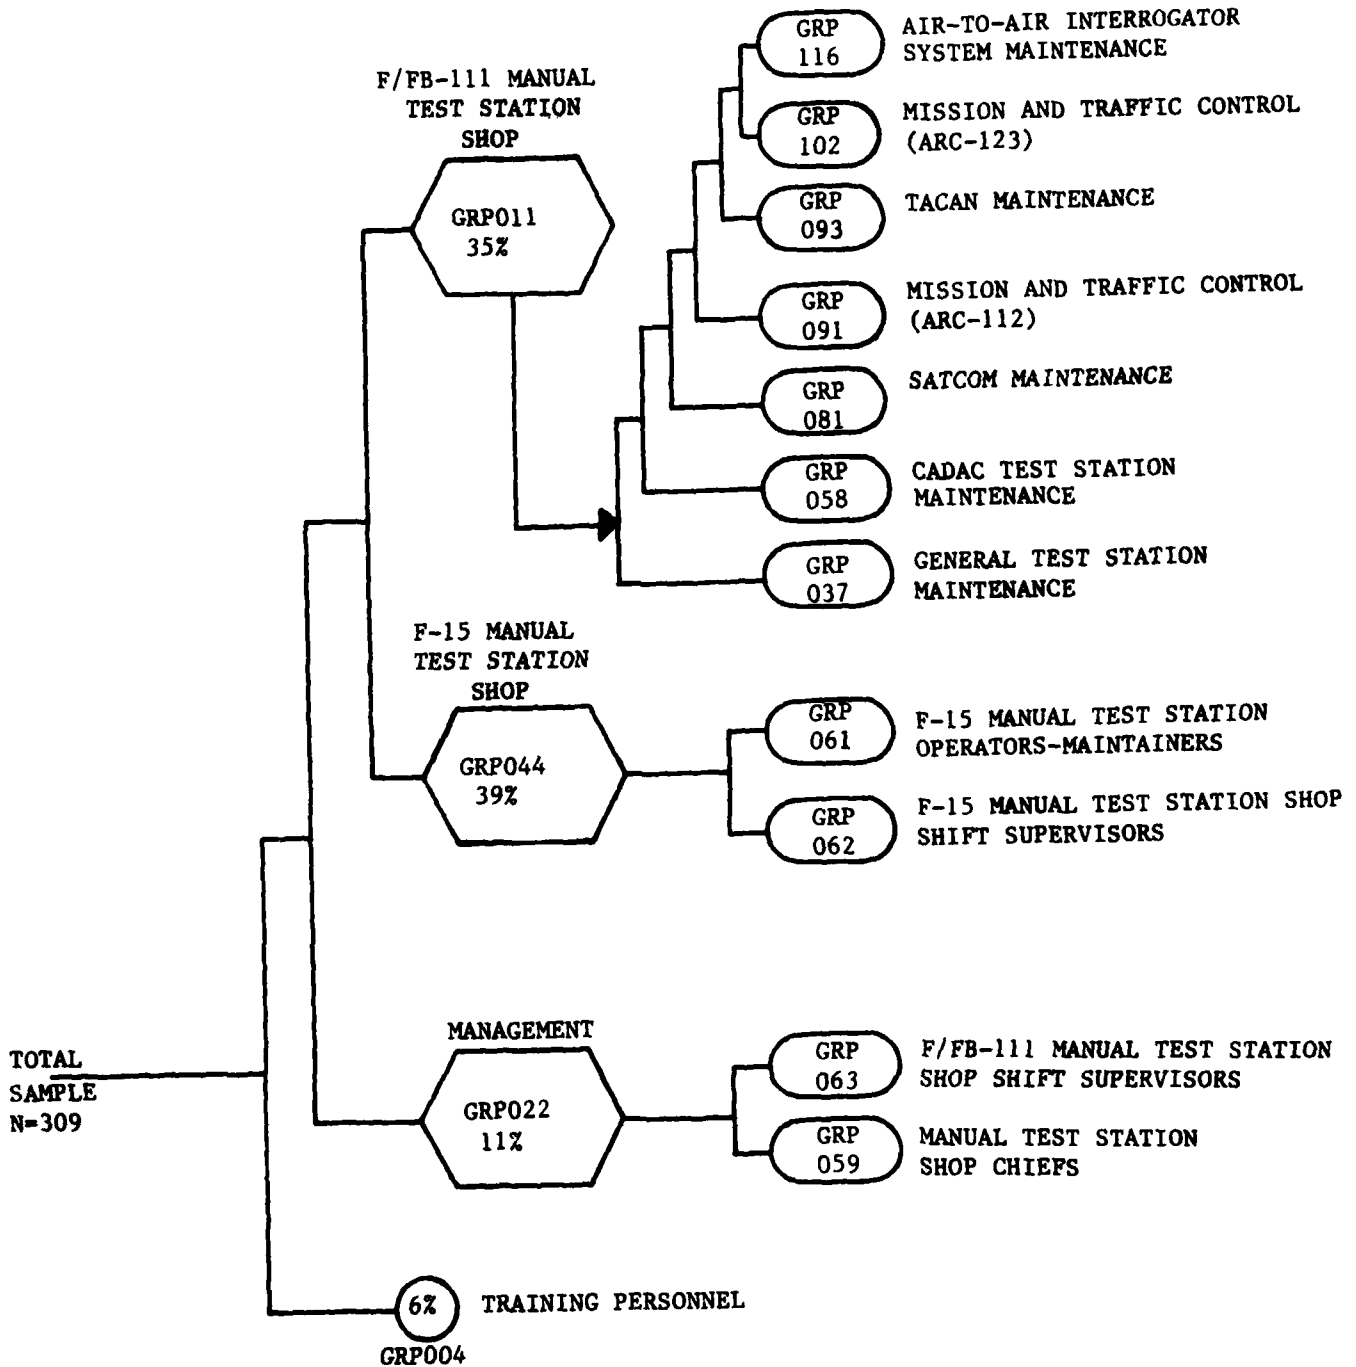 GRP
116
AIR-TO-AIR INTERROGATOR
SYSTEM MAINTENANCE
F/FB-111 MANUAL
TEST STATION
SHOP
GRP
102
MISSION AND TRAFFIC CONTROL
(ARC-123)
GRP011
35%
GRP
093
TACAN MAINTENANCE
GRP
091
MISSION AND TRAFFIC CONTROL
(ARC-112)
GRP
081
SATCOM MAINTENANCE
GRP
058
CADAC TEST STATION
MAINTENANCE
GRP
037
GENERAL TEST STATION
MAINTENANCE
F-15 MANUAL
TEST STATION
SHOP
GRP044
39%
GRP
061
F-15 MANUAL TEST STATION
OPERATORS-MAINTAINERS
GRP
062
F-15 MANUAL TEST STATION SHOP
SHIFT SUPERVISORS
MANAGEMENT
GRP022
11%
GRP
063
F/FB-111 MANUAL TEST STATION
SHOP SHIFT SUPERVISORS
GRP
059
MANUAL TEST STATION
SHOP CHIEFS
TOTAL
SAMPLE
N=309
6%
TRAINING PERSONNEL
GRP004